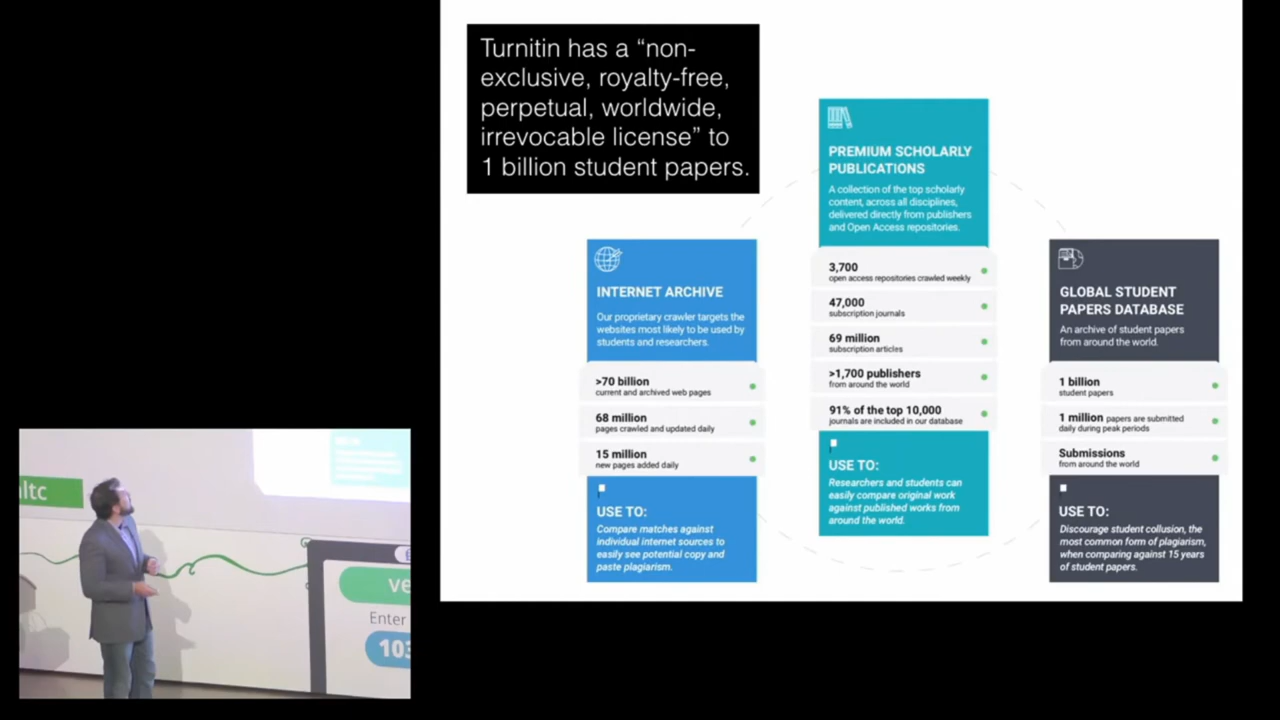 Turnitin has a “non-
exclusive, royalty-free,
perpetual, worldwide,
irrevocable license” to
1 billion student papers.
INTERNET ARCHIVE
Our proprietary crawler targets the
websites most likely to be used by
students and researchers.
>70 billion
current and archived web pages
68 million
pages crawled and updated daily
15 million
new pages added daily
USE TO:
Compare matches against
individual internet sources to
easily see potential copy and
paste plagiarism.
PREMIUM SCHOLARLY
PUBLICATIONS
A collection of the top scholarly
content, across all disciplines,
delivered directly from publishers
and Open Access repositories.
3,700
open access repositories crawled weekly
47,000
subscription journals
69 million
subscription articles
>1,700 publishers
from around the world
91% of the top 10,000
journals are included in our database
USE TO:
Researchers and students can
easily compare original work
against published works from
around the world.
GLOBAL STUDENT
PAPERS DATABASE
An archive of student papers
from around the world.
1 billion
student papers
1 million papers are submitted
daily during peak periods
Submissions
from around the world
USE TO:
Discourage student collusion, the
most common form of plagiarism,
when comparing against 15 years
of student papers.
ltc
ve
Enter
103